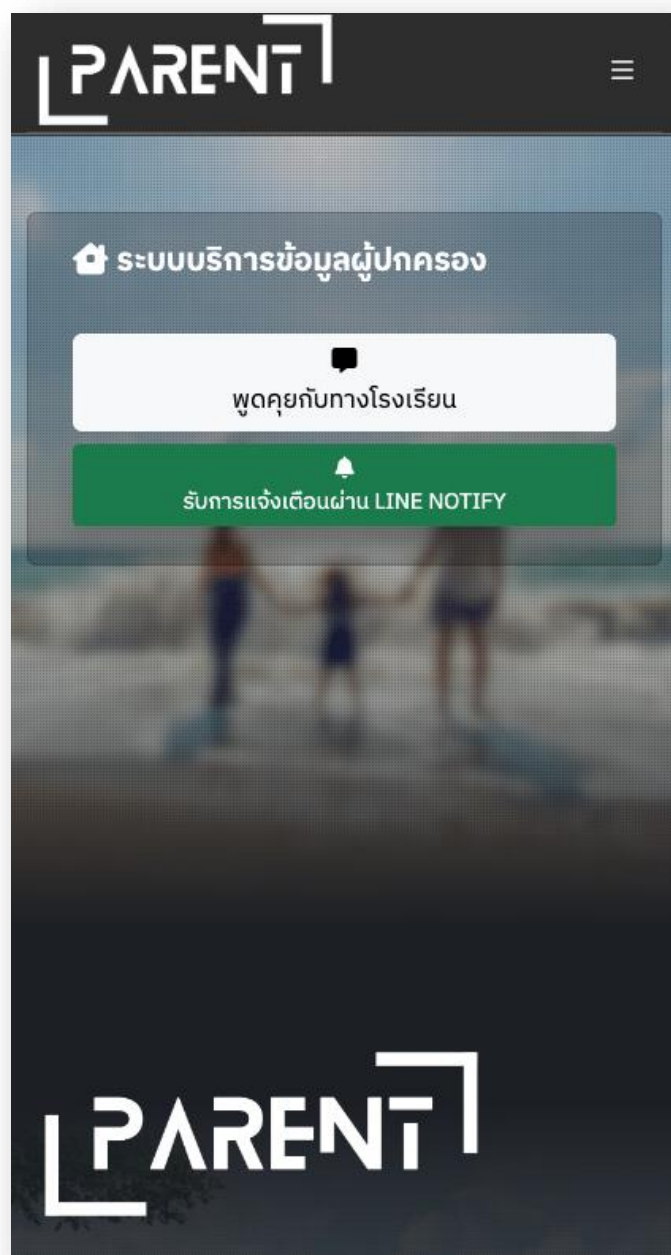 PARENT
ระบบบริการข้อมูลผู้ปกครอง
พูดคุยกับทางโรงเรียน
รับการแจ้งเตือนผ่าน LINE NOTIFY
PARENT